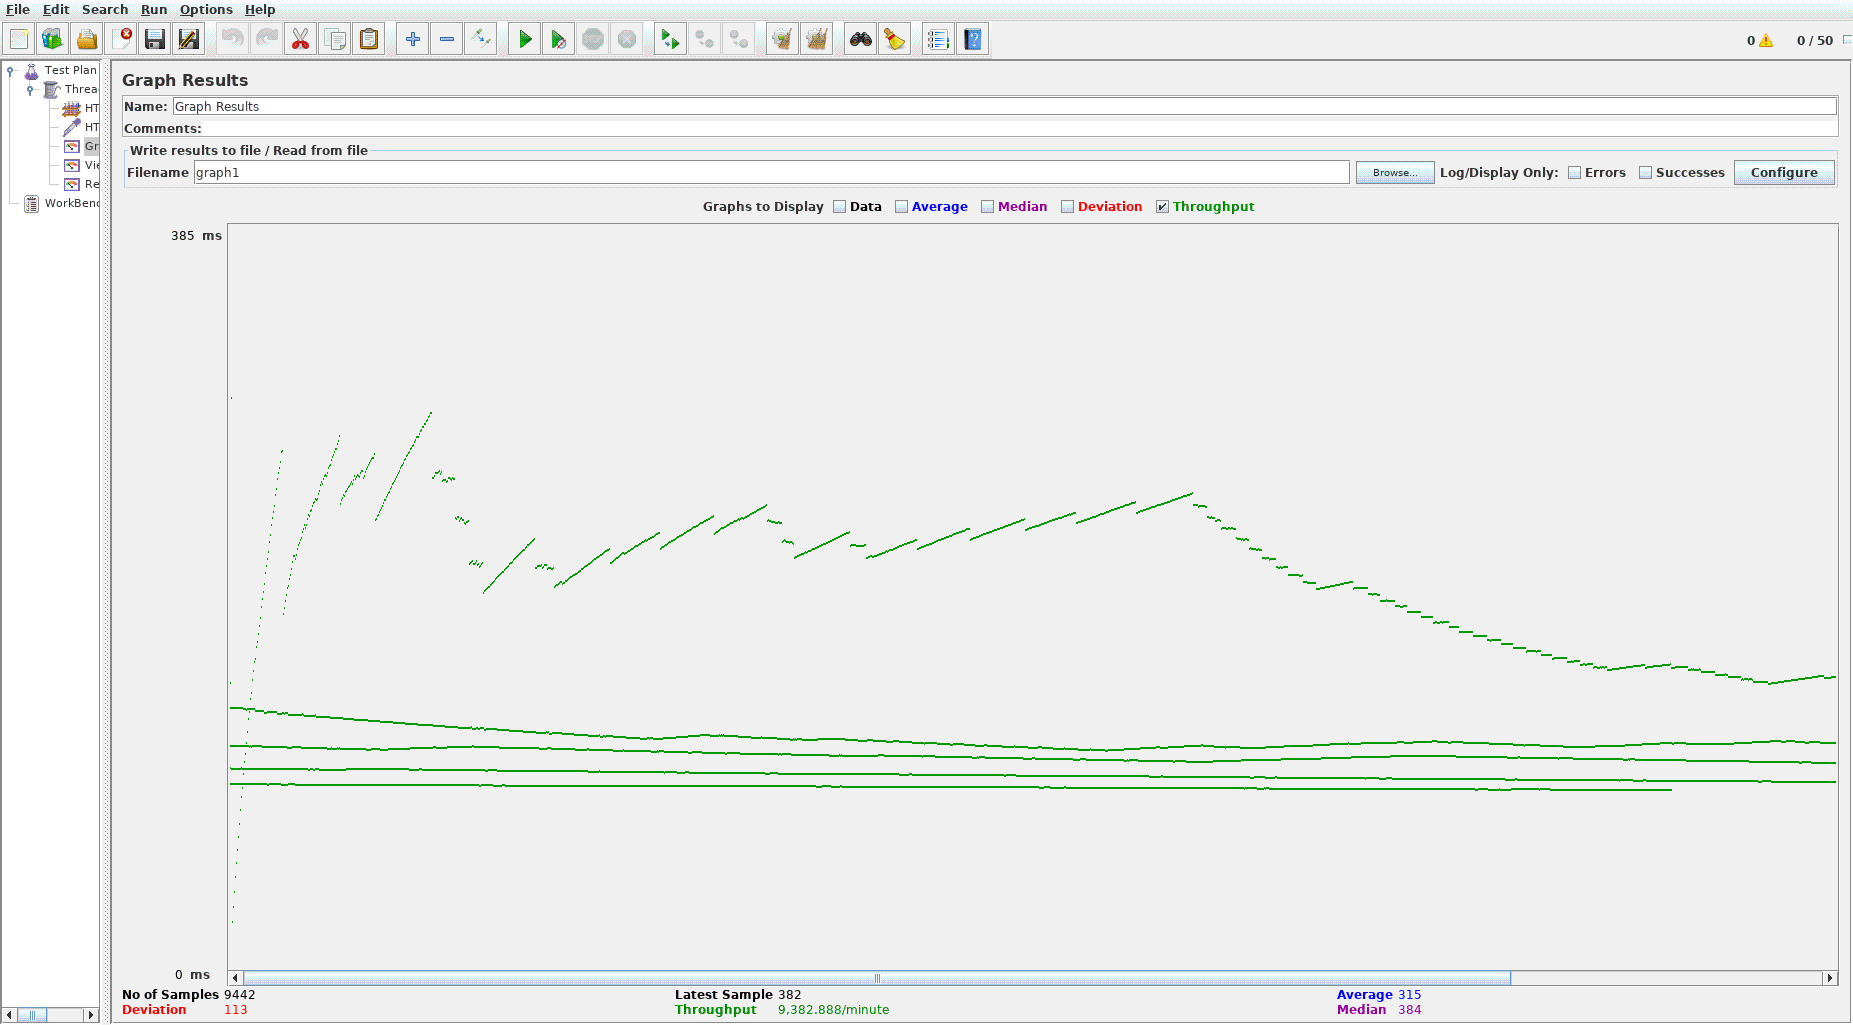 File Edit Search Run Options Help
0 0 / 50
Test Plan
Threa
HT
HT
Gr
Vie
Re
WorkBenc
Graph Results
Name: Graph Results
Comments:
Write results to file / Read from file
Filename graph1 Browse... Log/Display Only: Errors Successes Configure
Graphs to Display Data Average Median Deviation Throughput
385 ms
0 ms
No of Samples 9442 Latest Sample 382 Average 315
Deviation 113 Throughput 9,382.888/minute Median 384